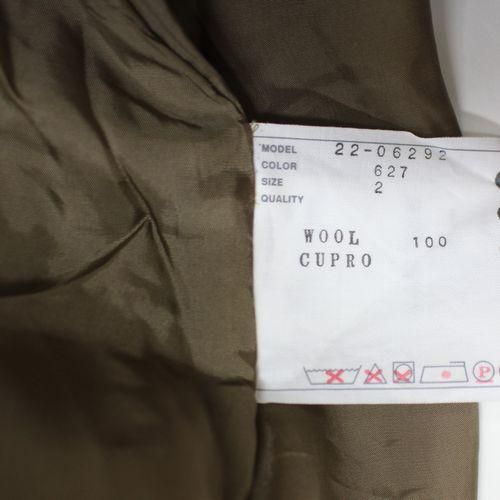 MODEL 22-06292
COLOR 627
SIZE 2
QUALITY
WOOL 100
CUPRO
P